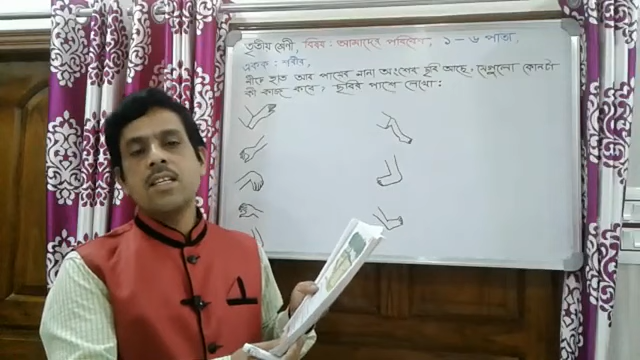 তৃতীয় শ্রেণী, বিষয় : আমাদের পরিবেশ, ১ - ৬ পাতা,
একক : শরীর,
নীচে হাত আর পায়ের নানা অংশের ছবি আছে, সেগুলো কোনটা
কী কাজ করে ? ছবির পাশে লেখো :